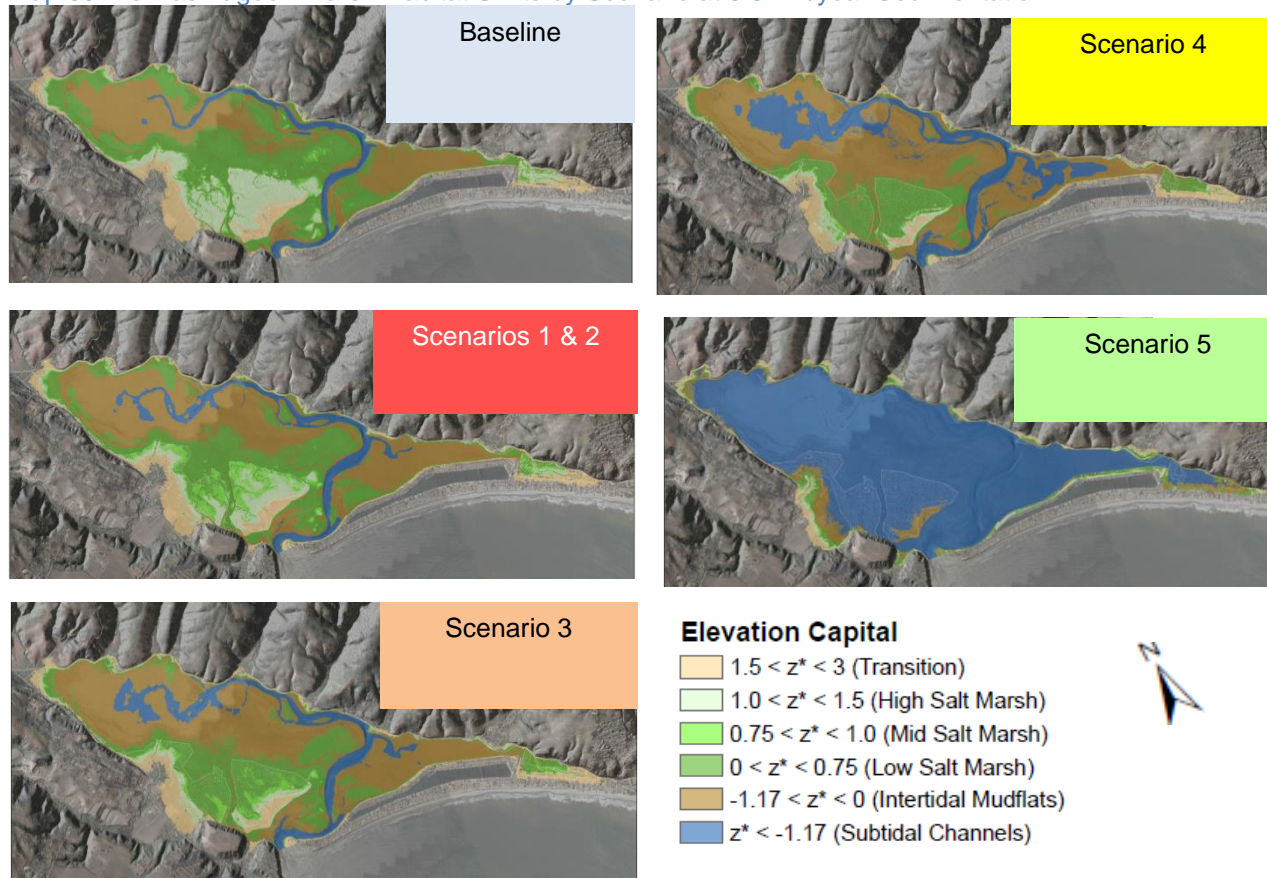 Baseline
Scenario 4
Scenarios 1 & 2
Scenario 5
Scenario 3
Elevation Capital
1.5 < z* < 3 (Transition)
1.0 < z* < 1.5 (High Salt Marsh)
0.75 < z* < 1.0 (Mid Salt Marsh)
0 < z* < 0.75 (Low Salt Marsh)
-1.17 < z* < 0 (Intertidal Mudflats)
z* < -1.17 (Subtidal Channels)
N